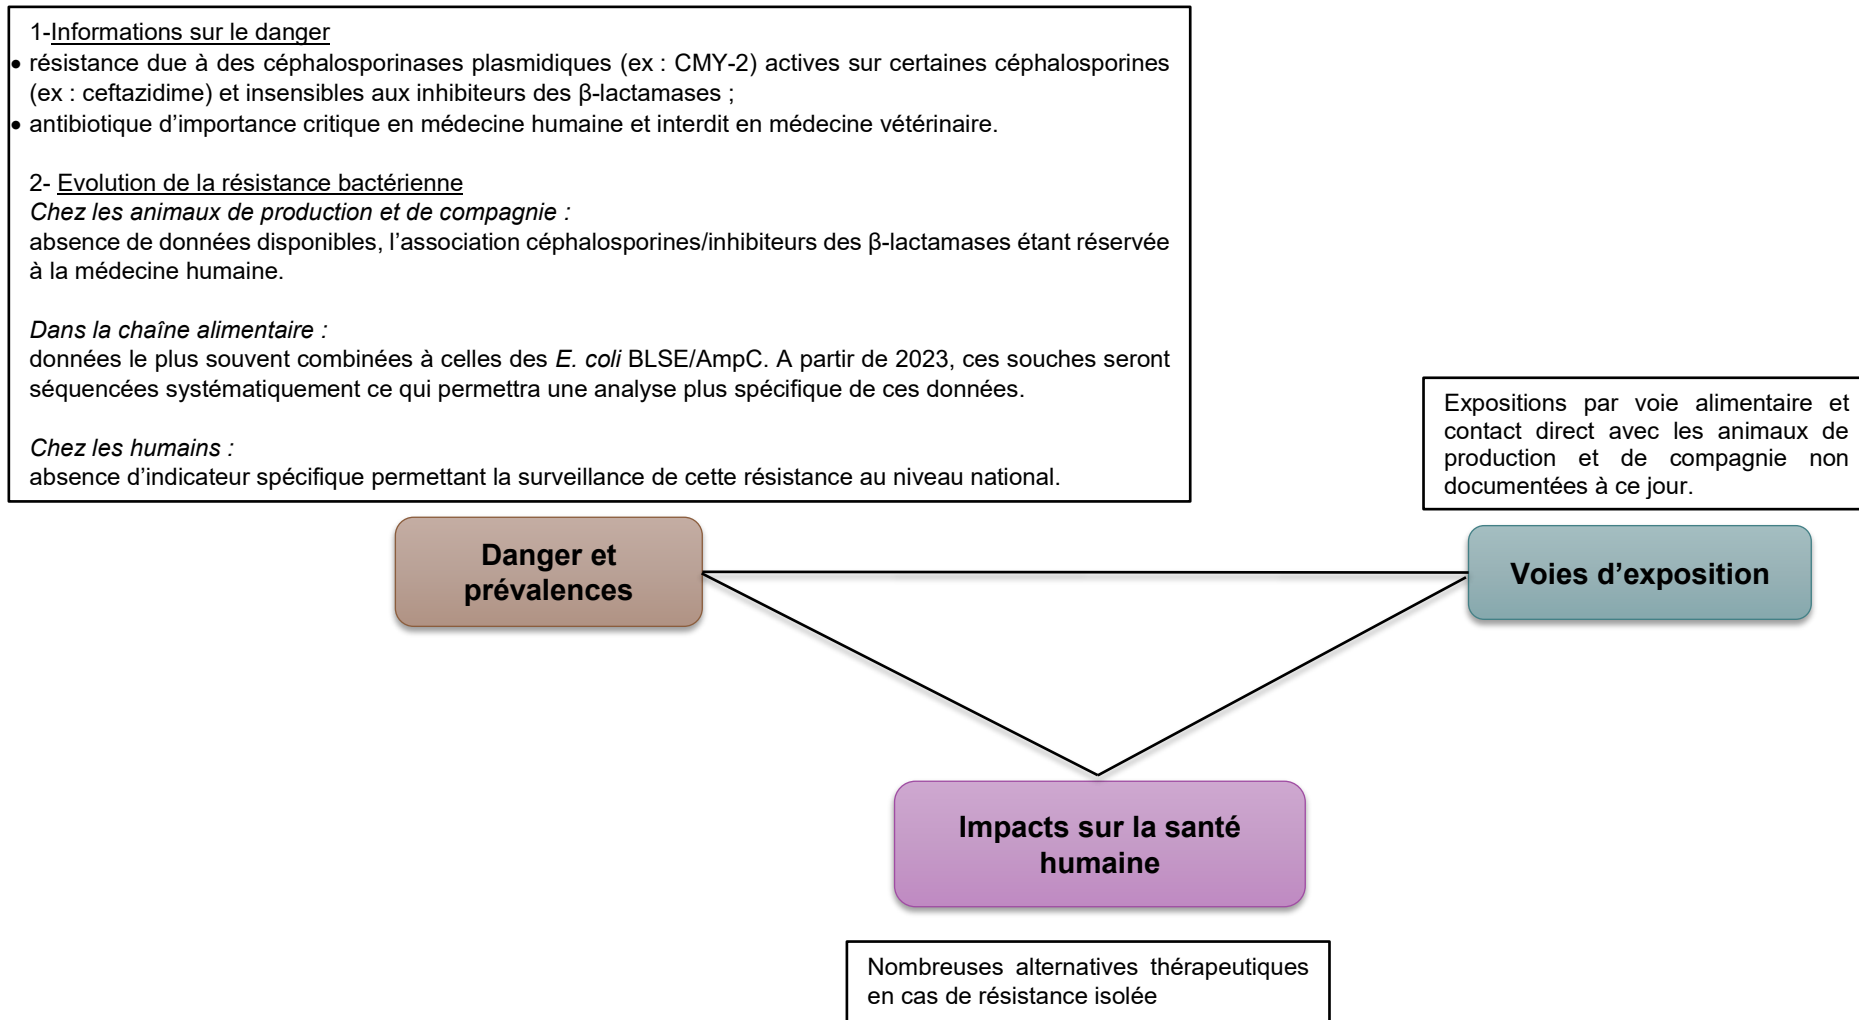 1-Informations sur le danger
• résistance due à des céphalosporinases plasmidiques (ex : CMY-2) actives sur certaines céphalosporines
(ex : ceftazidime) et insensibles aux inhibiteurs des β-lactamases ;
• antibiotique d’importance critique en médecine humaine et interdit en médecine vétérinaire.
2- Evolution de la résistance bactérienne
Chez les animaux de production et de compagnie :
absence de données disponibles, l’association céphalosporines/inhibiteurs des β-lactamases étant réservée
à la médecine humaine.
Dans la chaîne alimentaire :
données le plus souvent combinées à celles des E. coli BLSE/AmpC. A partir de 2023, ces souches seront
séquencées systématiquement ce qui permettra une analyse plus spécifique de ces données.
Chez les humains :
absence d’indicateur spécifique permettant la surveillance de cette résistance au niveau national.
Expositions par voie alimentaire et
contact direct avec les animaux de
production et de compagnie non
documentées à ce jour.
Danger et
prévalences
Voies d’exposition
Impacts sur la santé
humaine
Nombreuses alternatives thérapeutiques
en cas de résistance isolée